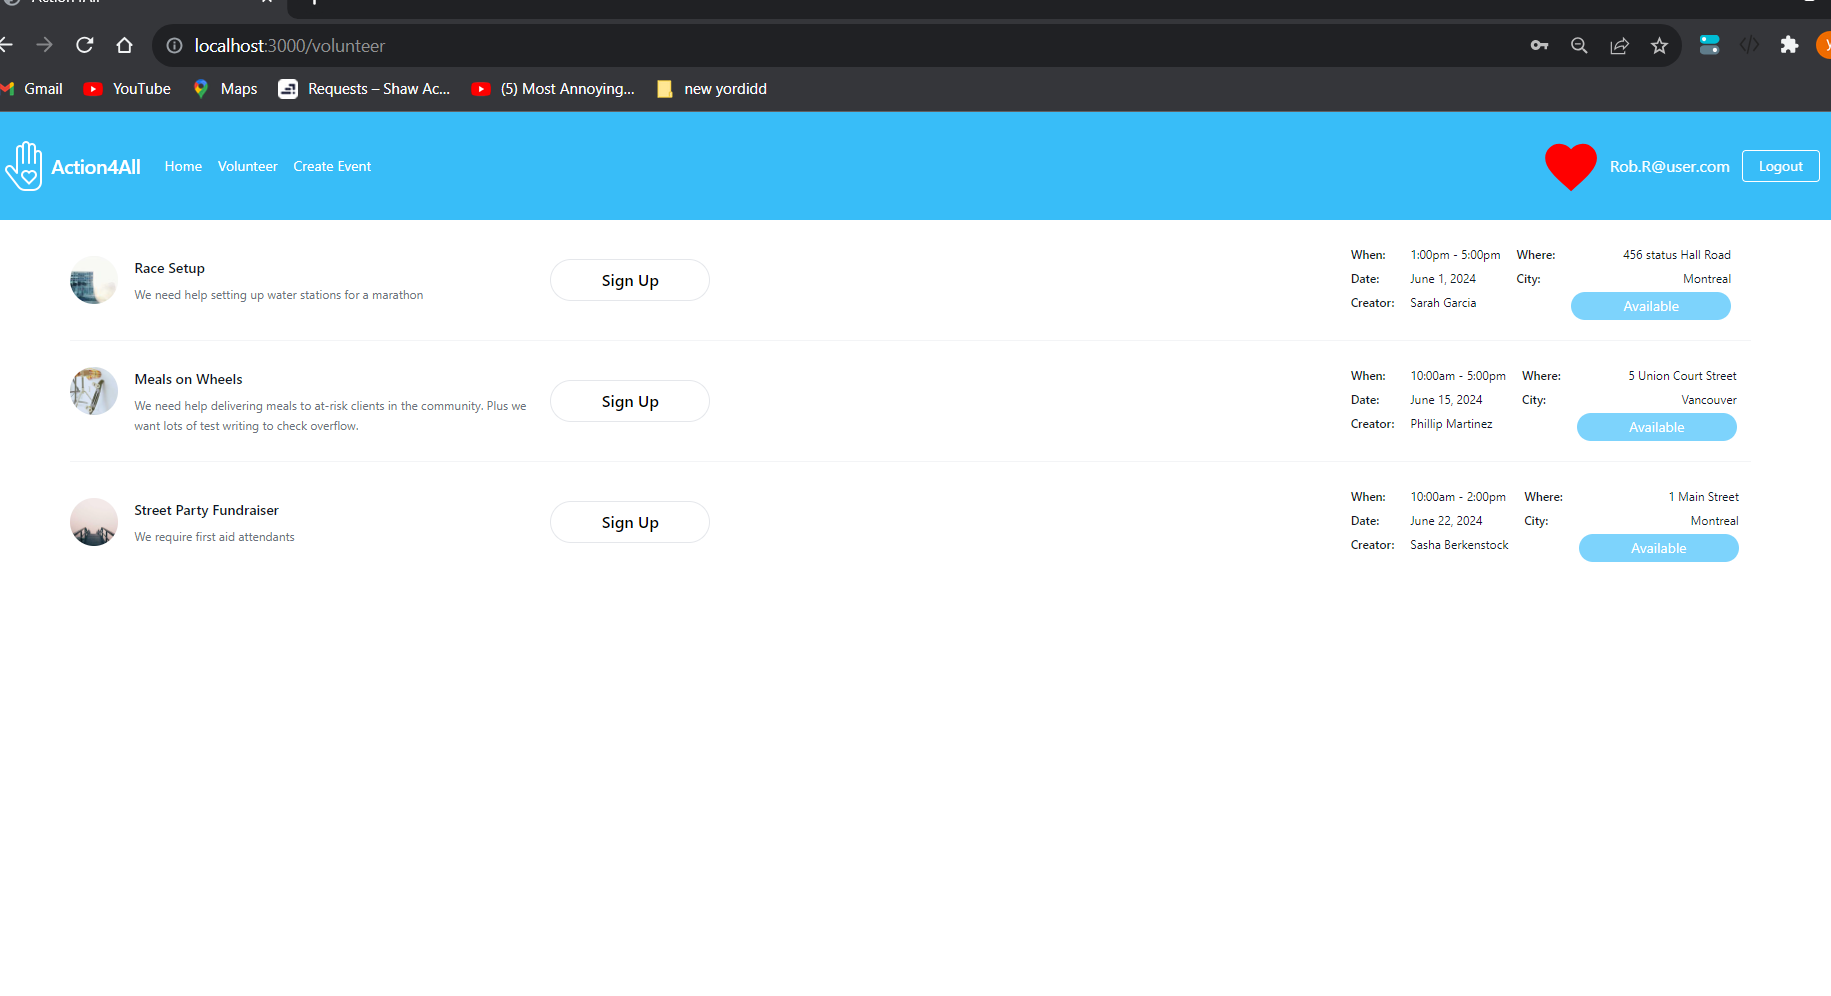 localhost:3000/volunteer
Gmail YouTube Maps Requests – Shaw Ac... (5) Most Annoying... new yordidd
Action4All Home Volunteer Create Event Rob.R@user.com Logout
Race Setup
We need help setting up water stations for a marathon
Sign Up
When: 1:00pm - 5:00pm Where: 456 status Hall Road
Date: June 1, 2024 City: Montreal
Creator: Sarah Garcia
Available
Meals on Wheels
We need help delivering meals to at-risk clients in the community. Plus we
want lots of test writing to check overflow.
Sign Up
When: 10:00am - 5:00pm Where: 5 Union Court Street
Date: June 15, 2024 City: Vancouver
Creator: Phillip Martinez
Available
Street Party Fundraiser
We require first aid attendants
Sign Up
When: 10:00am - 2:00pm Where: 1 Main Street
Date: June 22, 2024 City: Montreal
Creator: Sasha Berkenstock
Available